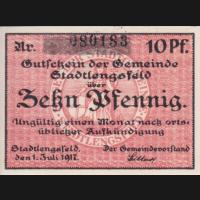 Nr. 080183 10 Pf.
Gutschein der Gemeinde
Stadtlengsfeld
über
Zehn Pfennig.
Ungültig einen Monat nach orts-
üblicher Aufkündigung
Stadtlengsfeld, Der Gemeindevorstand
den 1. Juli 1917.